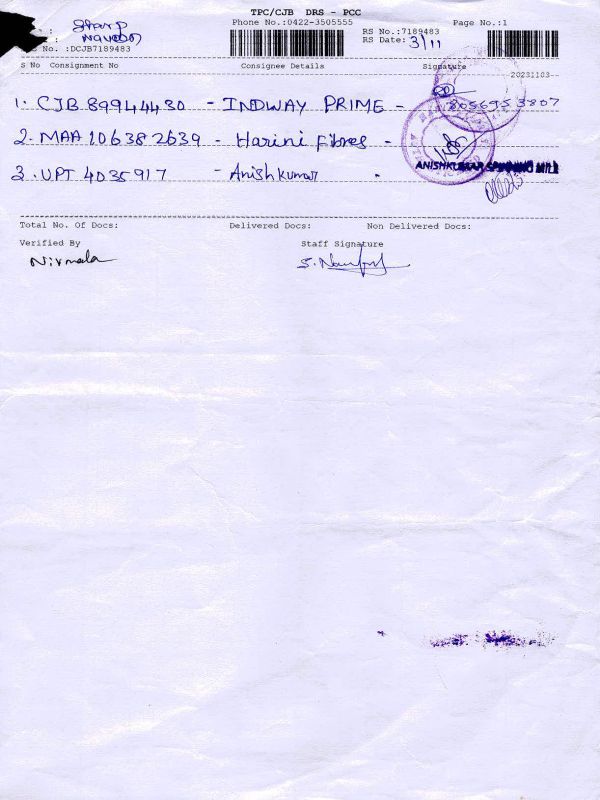 TPC/CJB DRS - PCC
Phone No.:0422-3505555 Page No.:1
: Sharp RS No.:7189483
: Naveen RS Date: 3/11
No. :DCJB7189483
S No Consignment No Consignee Details Signature
20231103
1. CJB 89944430 - INDWAY PRIME - 8056953807
2. MAA 106382639 - Harini Fibres -
3. UPT 4035917 - Anishkumar
ANISHKUMAR SPINNING MILL
Total No. of Docs: Delivered Docs: Non Delivered Docs:
Verified By Staff Signature
Nirmala